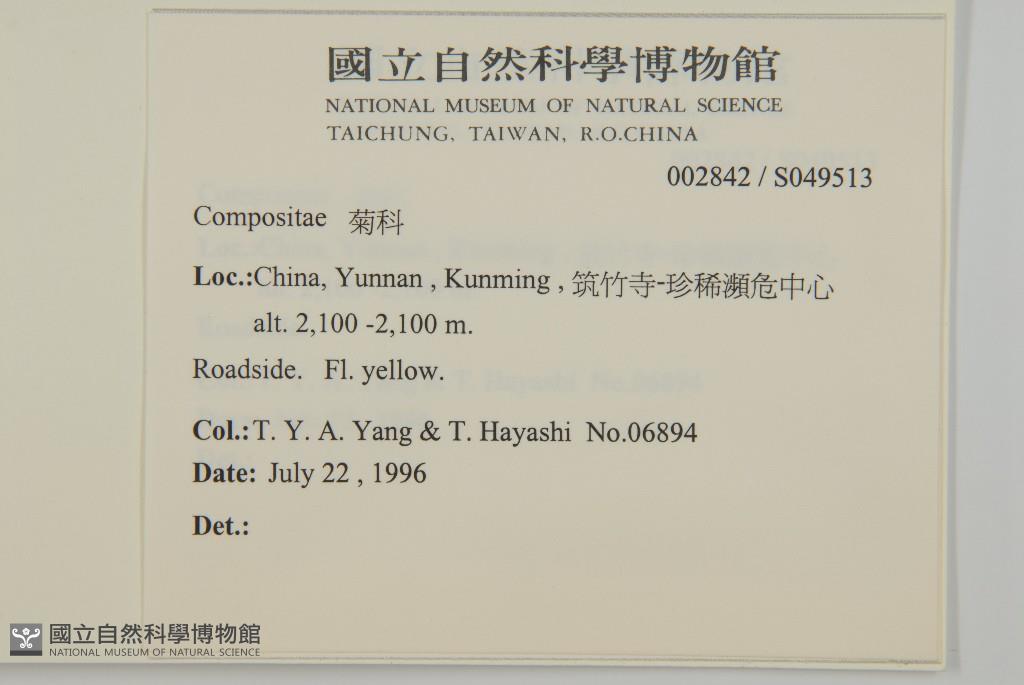 國立自然科學博物館
NATIONAL MUSEUM OF NATURAL SCIENCE
TAICHUNG, TAIWAN, R.O.CHINA
002842 / S049513
Compositae 菊科
Loc.:China, Yunnan , Kunming , 筑竹寺-珍稀瀕危中心
alt. 2,100 -2,100 m.
Roadside. Fl. yellow.
Col.: T. Y. A. Yang & T. Hayashi No.06894
Date: July 22 , 1996
Det.:
國立自然科學博物館
NATIONAL MUSEUM OF NATURAL SCIENCE